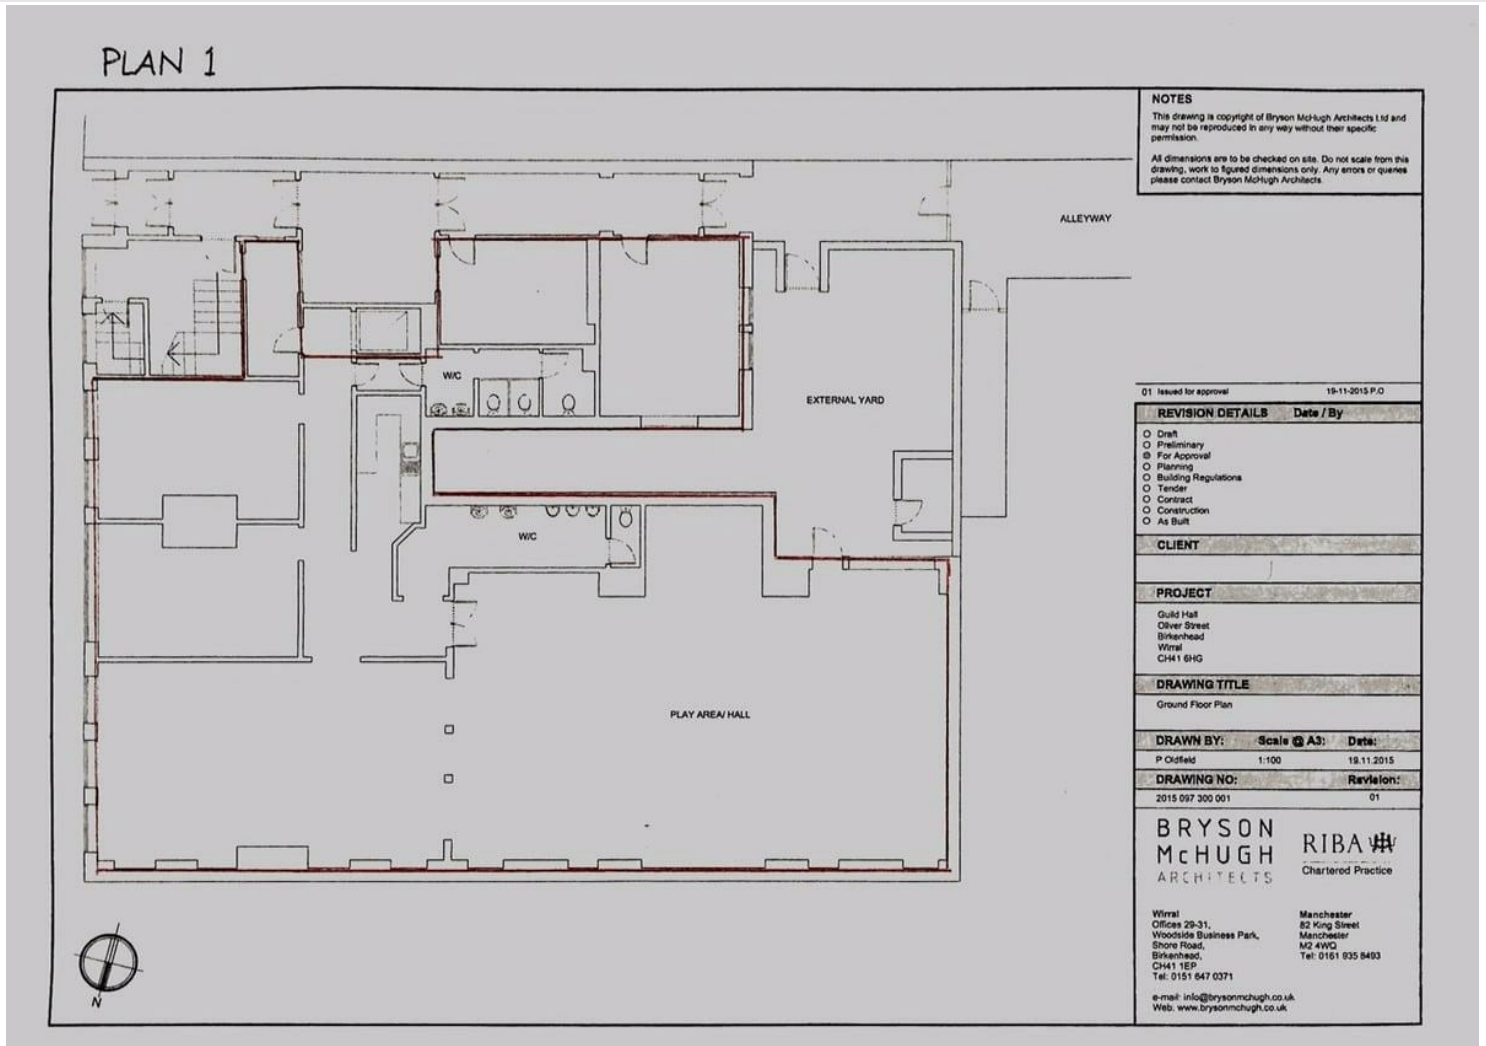 PLAN 1
NOTES
This drawing is copyright of Bryson McHugh Architects Ltd and
may not be reproduced in any way without their specific
permission.
All dimensions are to be checked on site. Do not scale from this
drawing, work to figured dimensions only. Any errors or queries
please contact Bryson McHugh Architects.
ALLEYWAY
W/C
EXTERNAL YARD
W/C
PLAY AREA/ HALL
01 Issued for approval 19-11-2015 P.O
REVISION DETAILS Date / By
Draft
Preliminary
For Approval
Planning
Building Regulations
Tender
Contract
Construction
As Built
CLIENT
PROJECT
Guild Hall
Oliver Street
Birkenhead
Wirral
CH41 6HG
DRAWING TITLE
Ground Floor Plan
DRAWN BY: Scale @ A3: Date:
P Oldfield 1:100 19.11.2015
DRAWING NO: Revision:
2015 097 300 001 01
BRYSON
McHUGH
ARCHITECTS
RIBA
Chartered Practice
Wirral
Offices 29-31,
Woodside Business Park,
Shore Road,
Birkenhead,
CH41 1EP
Tel: 0151 647 0371
Manchester
82 King Street
Manchester
M2 4WQ
Tel: 0161 935 8493
e-mail: info@brysonmchugh.co.uk
Web: www.brysonmchugh.co.uk
N